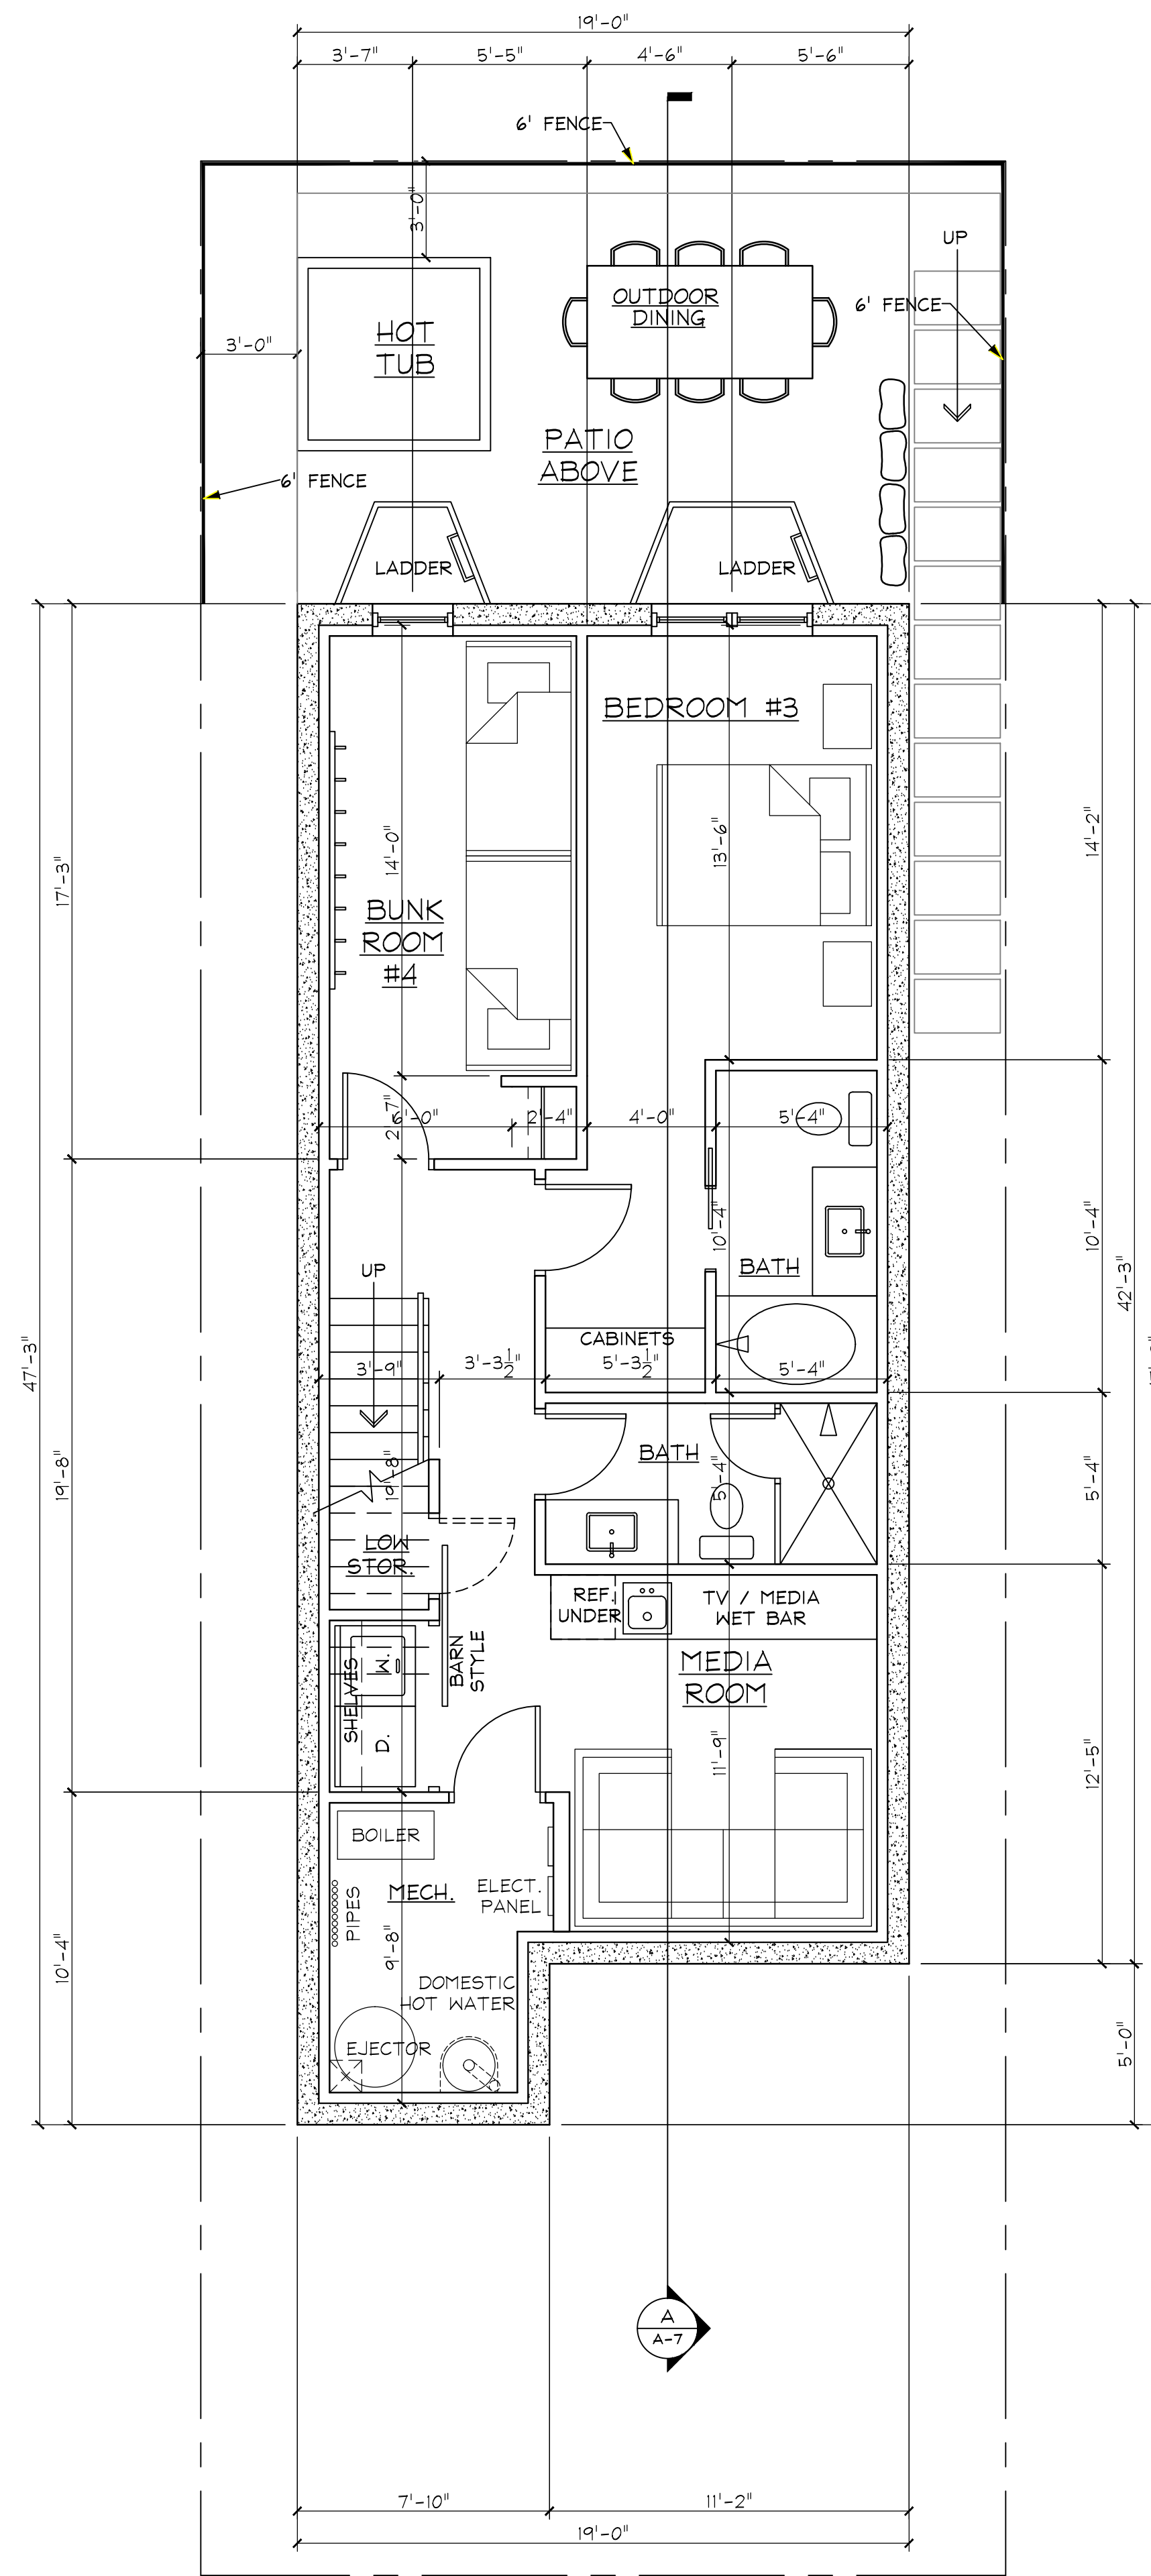 19'-0"
3'-7"
5'-5"
4'-6"
5'-6"
6' FENCE
3'-0"
UP
OUTDOOR
DINING
6' FENCE
HOT
TUB
3'-0"
PATIO
ABOVE
6' FENCE
LADDER
LADDER
BEDROOM #3
14'-0"
13'-6"
14'-2"
17'-3"
BUNK
ROOM
#4
2'-7"
6'-0"
2'-4"
4'-0"
5'-4"
10'-4"
10'-4"
BATH
UP
42'-3"
47'-3"
CABINETS
3'-9"
3'-3 1/2"
5'-3 1/2"
5'-4"
BATH
19'-8"
19'-8"
5'-4"
5'-4"
LOW
STOR.
REF.
UNDER
TV / MEDIA
WET BAR
BARN
STYLE
SHELVES
W.
D.
MEDIA
ROOM
11'-9"
12'-5"
BOILER
MECH.
ELECT.
PANEL
PIPES
9'-8"
10'-4"
DOMESTIC
HOT WATER
EJECTOR
5'-0"
A
A-7
7'-10"
11'-2"
19'-0"